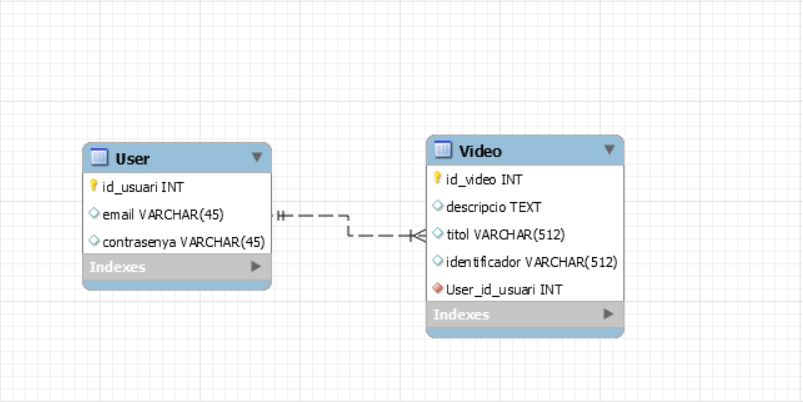 User
id_usuari INT
email VARCHAR(45)
contrasenya VARCHAR(45)
Indexes
Video
id_video INT
descripcio TEXT
titol VARCHAR(512)
identificador VARCHAR(512)
User_id_usuari INT
Indexes